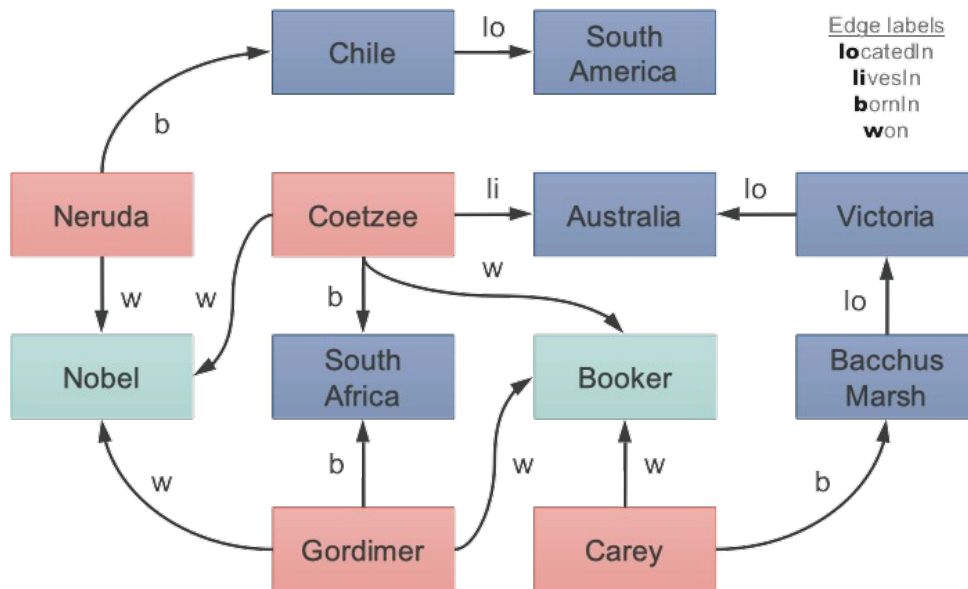 Edge labels
locatedIn
livesIn
bornIn
won
Chile
lo
South
America
b
Neruda
Coetzee
li
Australia
lo
Victoria
w
w
b
w
lo
Nobel
South
Africa
Booker
Bacchus
Marsh
w
b
w
w
b
Gordimer
Carey